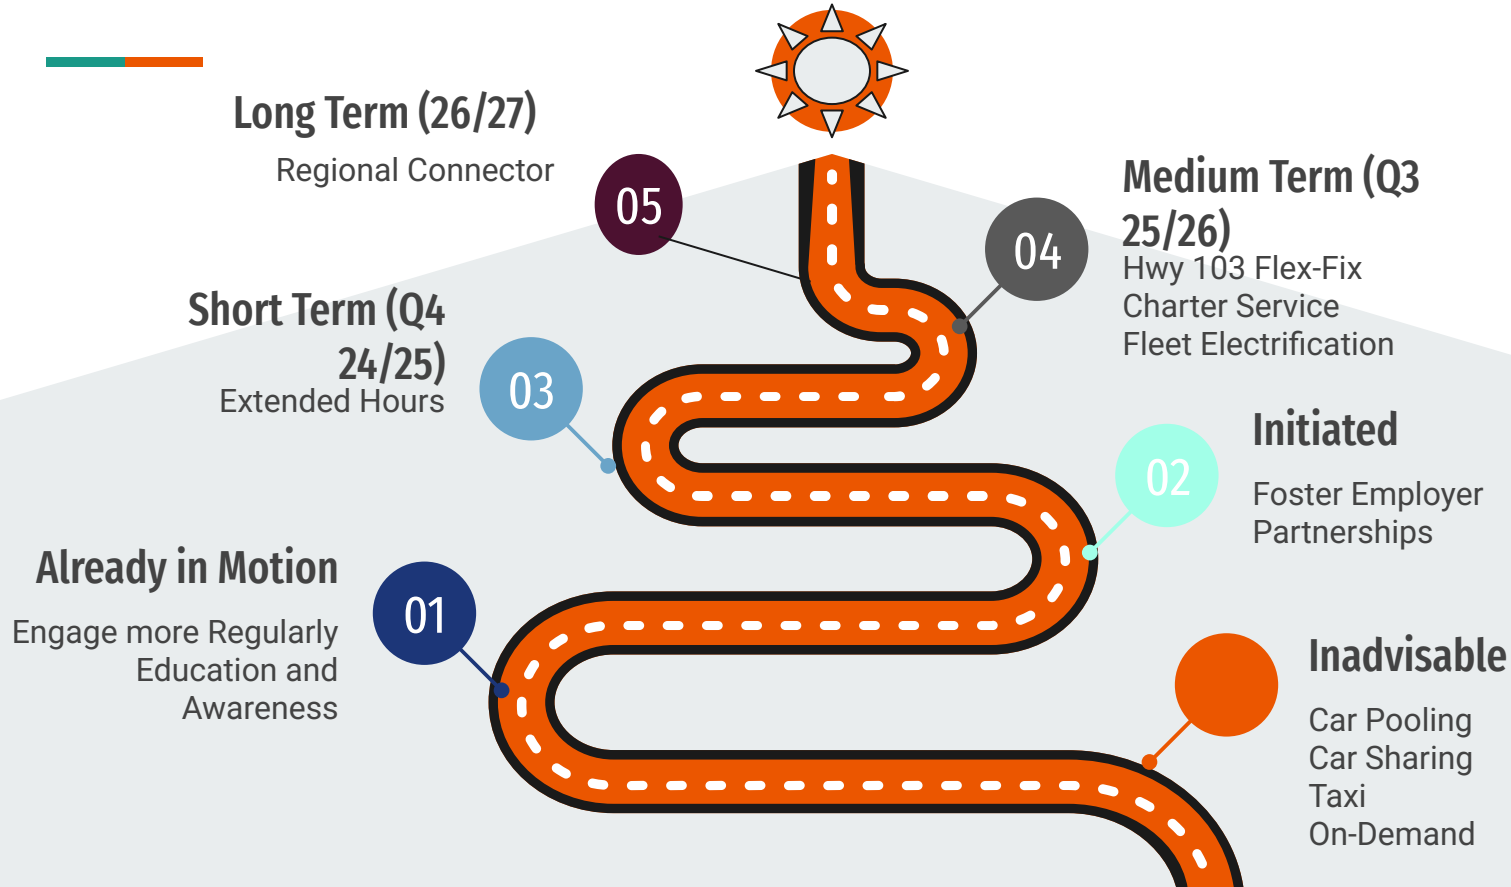 Long Term (26/27)
Regional Connector
05
Medium Term (Q3
25/26)
Hwy 103 Flex-Fix
Charter Service
Fleet Electrification
04
Short Term (Q4
24/25)
Extended Hours
03
Initiated
Foster Employer
Partnerships
02
Already in Motion
Engage more Regularly
Education and
Awareness
01
Inadvisable
Car Pooling
Car Sharing
Taxi
On-Demand